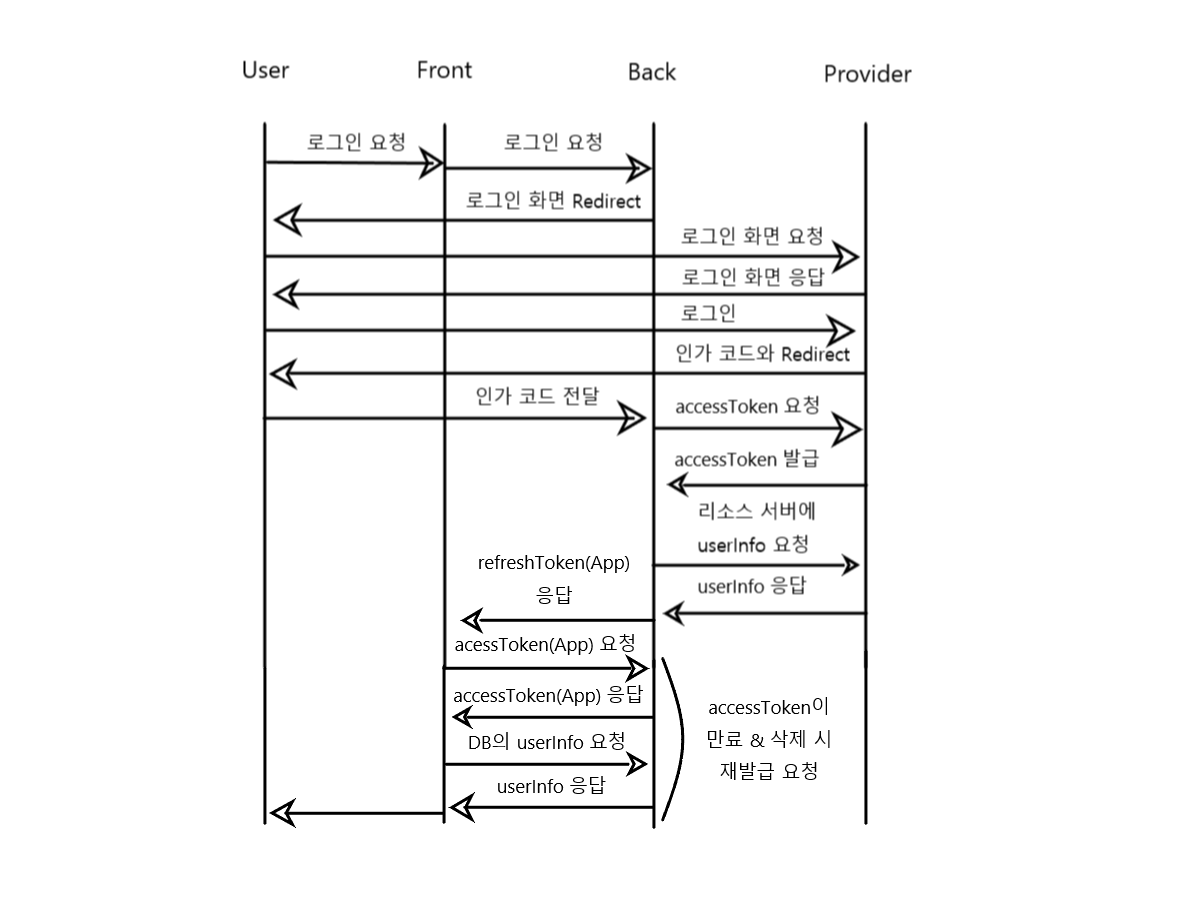 User
Front
Back
Provider
로그인 요청
로그인 요청
로그인 화면 Redirect
로그인 화면 요청
로그인 화면 응답
로그인
인가 코드와 Redirect
인가 코드 전달
accessToken 요청
accessToken 발급
리소스 서버에
userInfo 요청
userInfo 응답
refreshToken(App)
응답
acessToken(App) 요청
accessToken(App) 응답
DB의 userInfo 요청
userInfo 응답
accessToken이
만료 & 삭제 시
재발급 요청